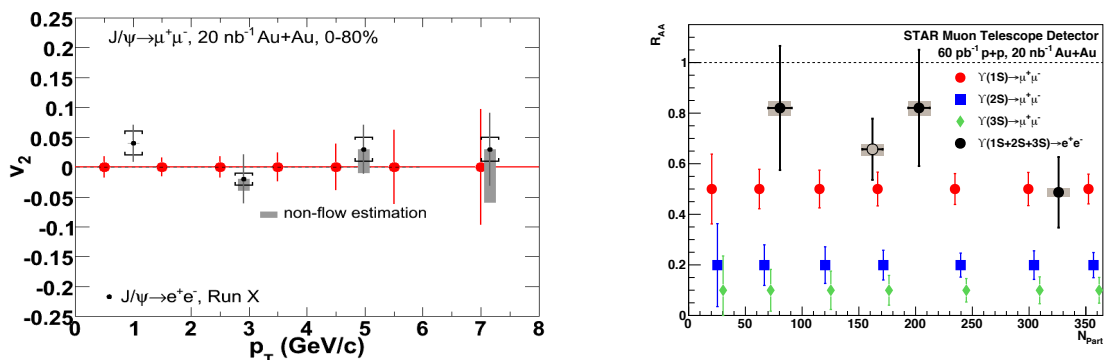 J/ψ→μ⁺μ⁻, 20 nb⁻¹ Au+Au, 0-80%
0.25
0.2
0.15
0.1
0.05
0
-0.05
-0.1
-0.15
-0.2
-0.25
v₂
non-flow estimation
J/ψ→e⁺e⁻, Run X
0 1 2 3 4 5 6 7 8
p_T (GeV/c)
R_AA
STAR Muon Telescope Detector
60 pb⁻¹ p+p, 20 nb⁻¹ Au+Au
ϒ(1S)→μ⁺μ⁻
ϒ(2S)→μ⁺μ⁻
ϒ(3S)→μ⁺μ⁻
ϒ(1S+2S+3S)→e⁺e⁻
1
0.8
0.6
0.4
0.2
0
0 50 100 150 200 250 300 350
N_Part